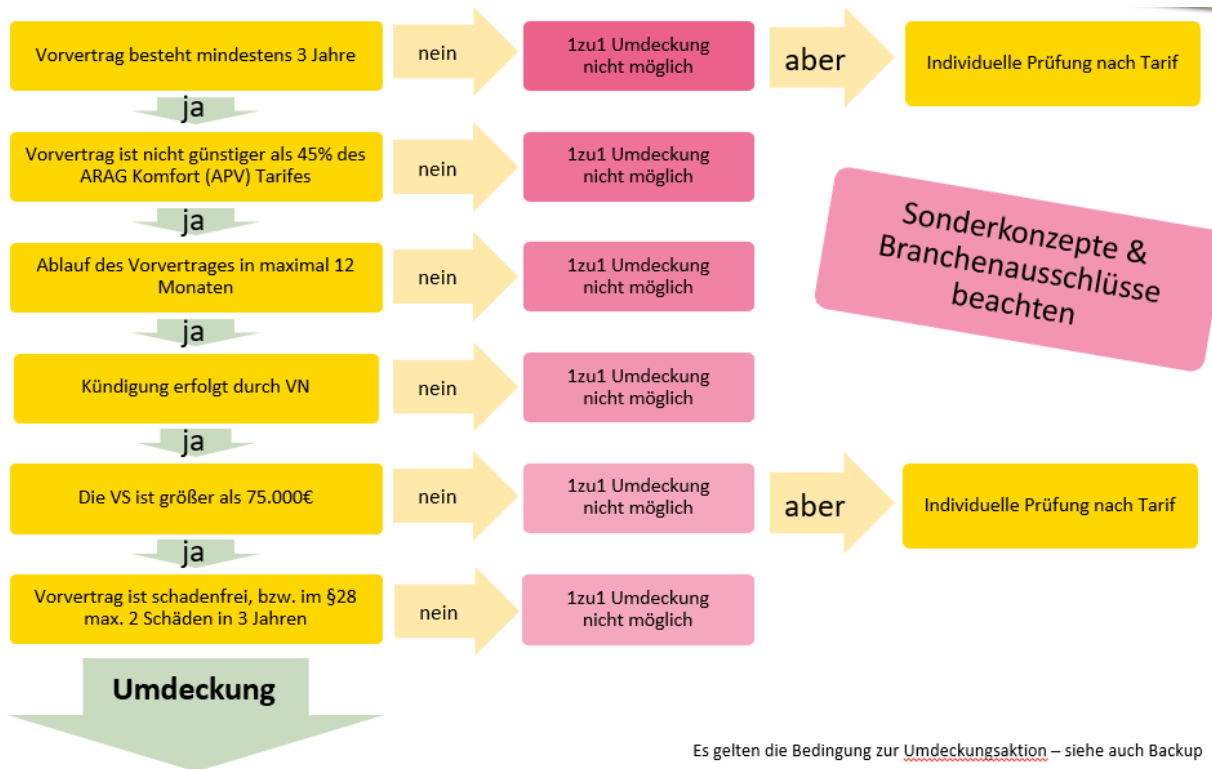 Vorvertrag besteht mindestens 3 Jahre
nein
1zu1 Umdeckung
nicht möglich
aber
Individuelle Prüfung nach Tarif
ja
Vorvertrag ist nicht günstiger als 45% des
ARAG Komfort (APV) Tarifes
nein
1zu1 Umdeckung
nicht möglich
ja
Sonderkonzepte &
Branchenausschlüsse
beachten
Ablauf des Vorvertrages in maximal 12
Monaten
nein
1zu1 Umdeckung
nicht möglich
ja
Kündigung erfolgt durch VN
nein
1zu1 Umdeckung
nicht möglich
ja
Die VS ist größer als 75.000€
nein
1zu1 Umdeckung
nicht möglich
aber
Individuelle Prüfung nach Tarif
ja
Vorvertrag ist schadenfrei, bzw. im §28
max. 2 Schäden in 3 Jahren
nein
1zu1 Umdeckung
nicht möglich
Umdeckung
Es gelten die Bedingung zur Umdeckungsaktion – siehe auch Backup